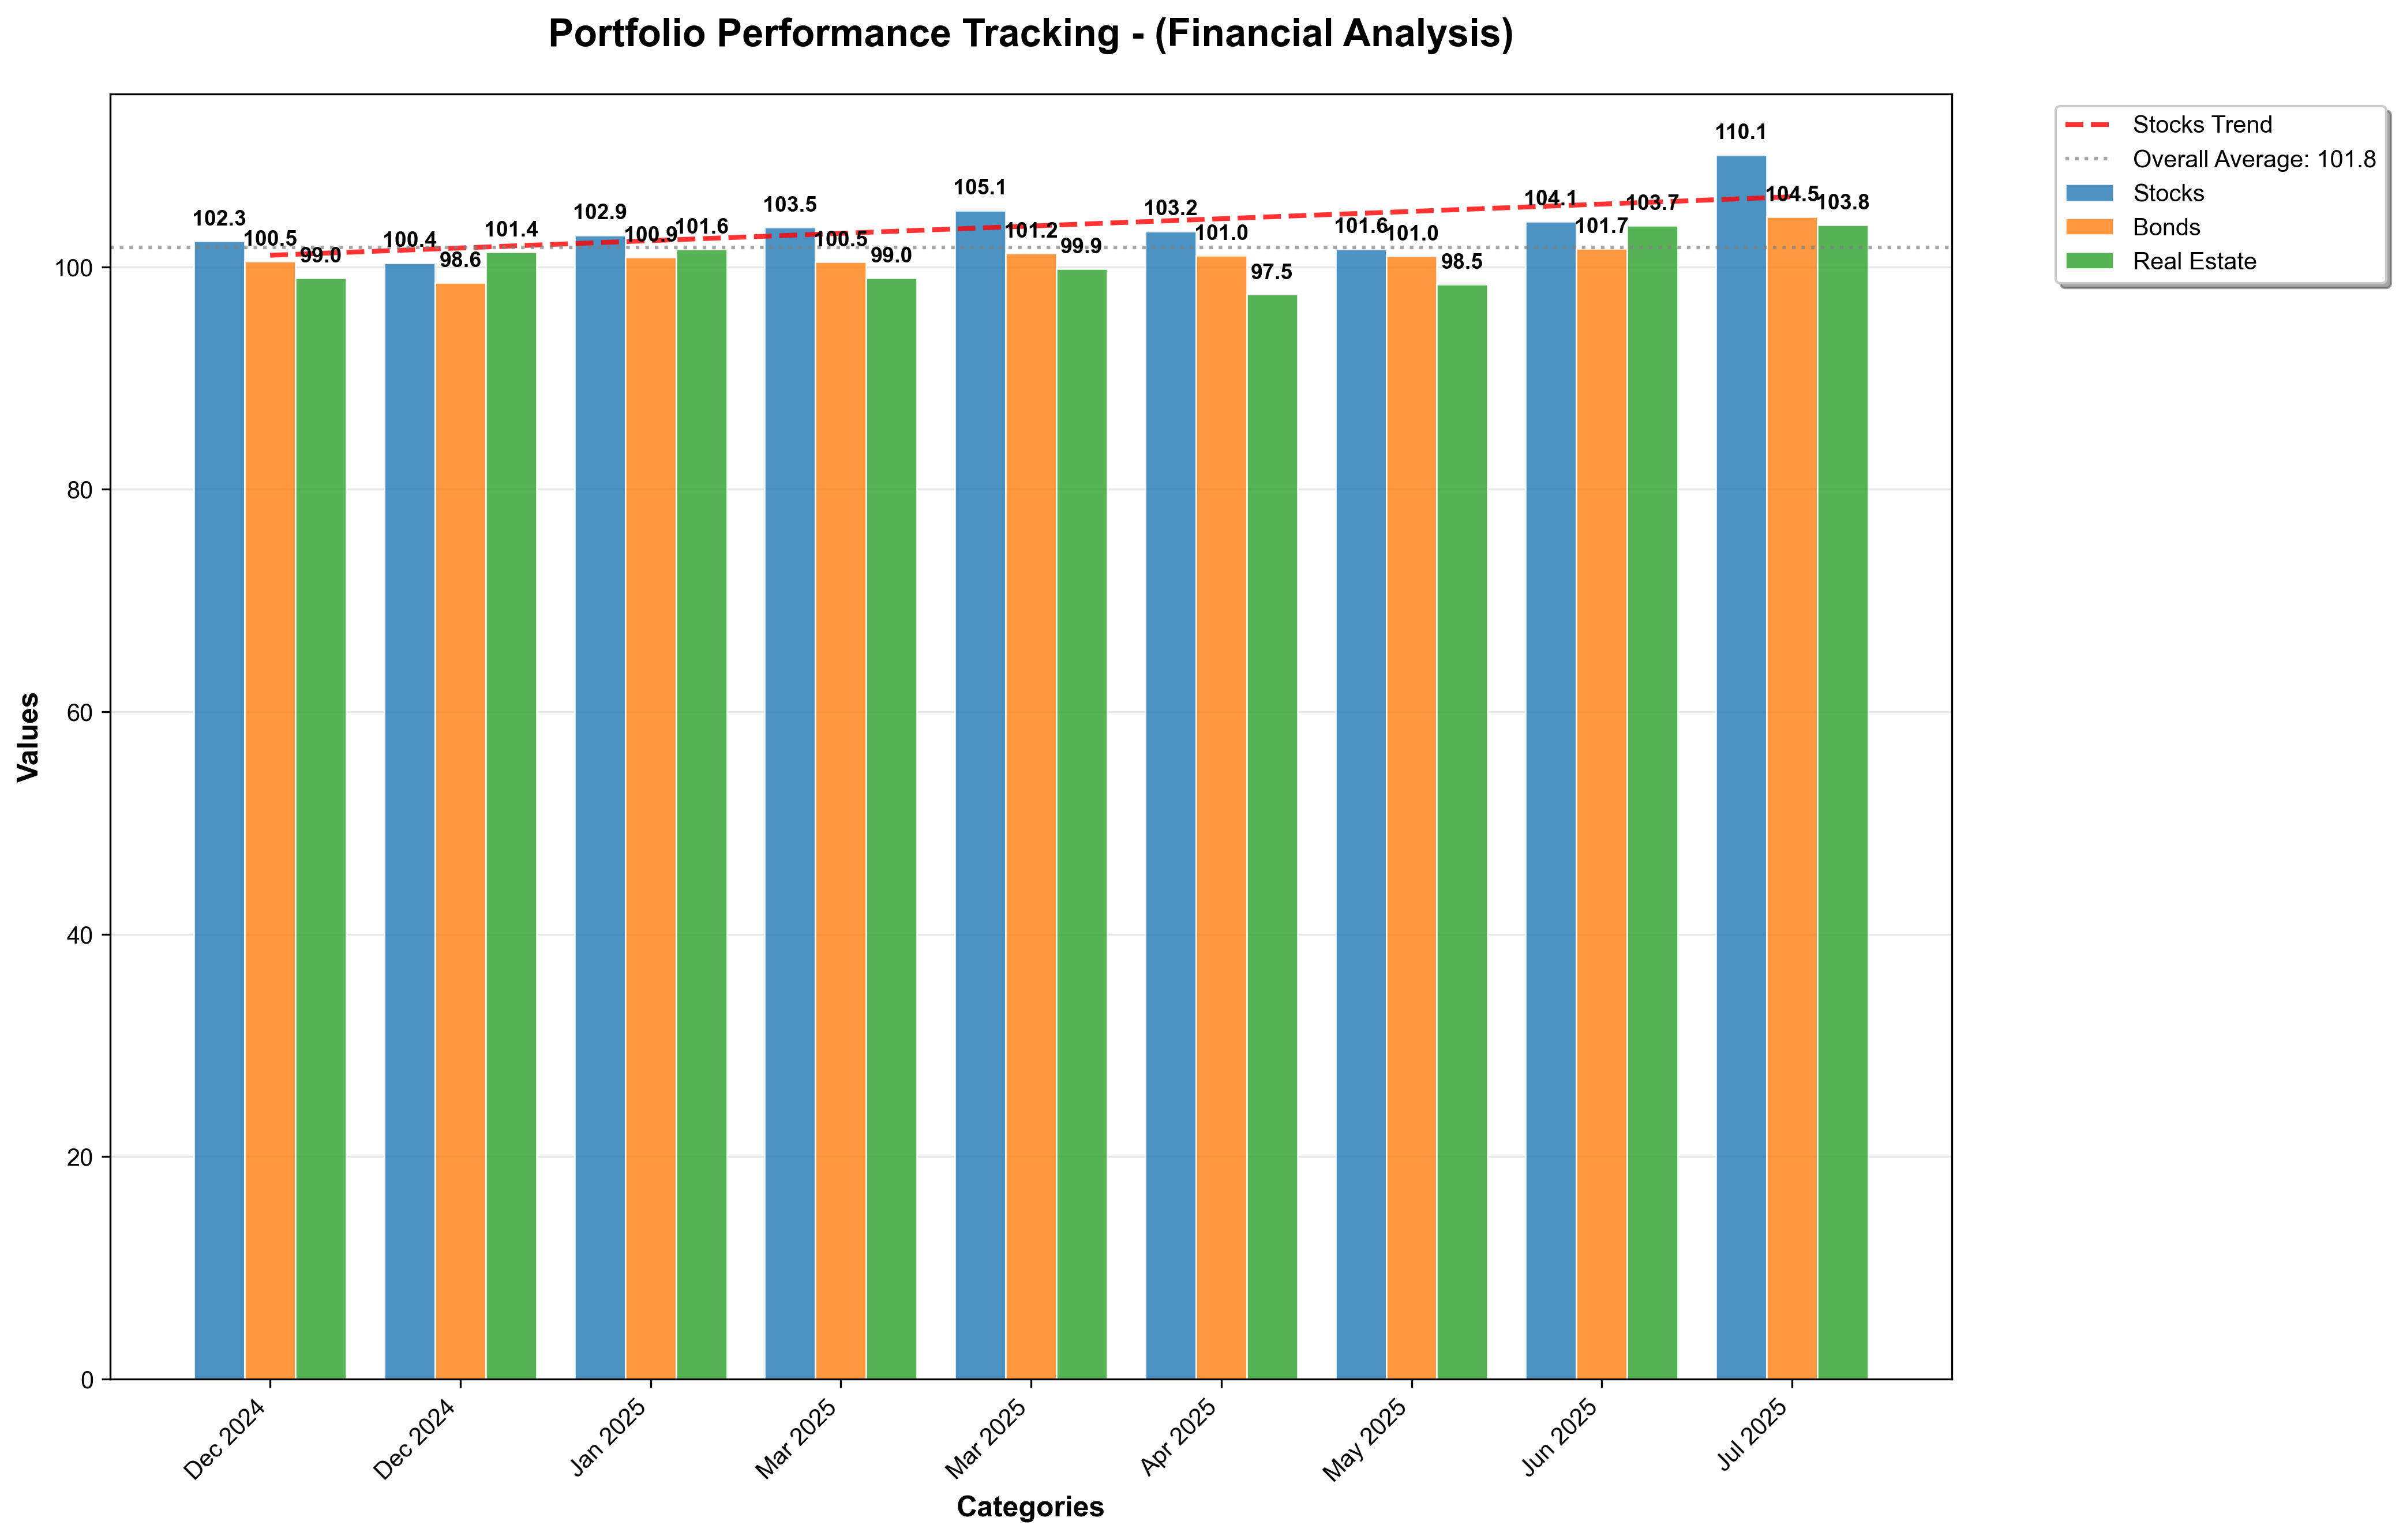 Portfolio Performance Tracking - (Financial Analysis)
Stocks Trend
Overall Average: 101.8
Stocks
Bonds
Real Estate
Values
100
80
60
40
20
0
102.3
100.5
99.0
100.4
98.6
101.4
102.9
100.9
101.6
103.5
100.5
99.0
105.1
101.2
99.9
103.2
101.0
97.5
101.6
101.0
98.5
104.1
101.7
103.7
110.1
104.5
103.8
Dec 2024
Dec 2024
Jan 2025
Mar 2025
Mar 2025
Apr 2025
May 2025
Jun 2025
Jul 2025
Categories